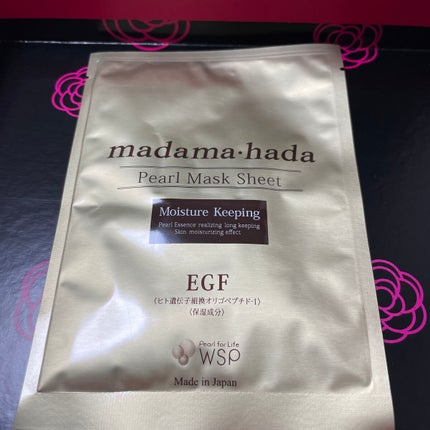 madama·hada
Pearl Mask Sheet
Moisture Keeping
Pearl Essence realizing long keeping
Skin moisturizing effect
EGF
〈ヒト遺伝子組換オリゴペプチド-1〉
〈保湿成分〉
Pearl for Life
WSP
Made in Japan